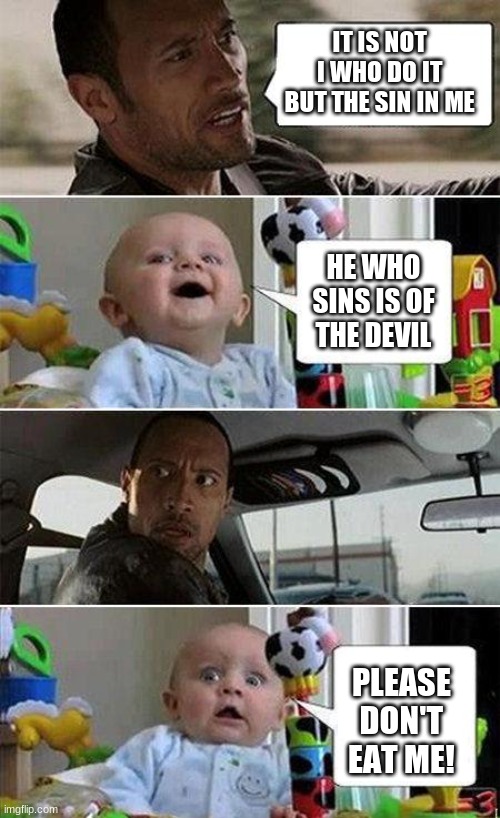 IT IS NOT
I WHO DO IT
BUT THE SIN IN ME
HE WHO
SINS IS OF
THE DEVIL
PLEASE
DON'T
EAT ME!
imgflip.com